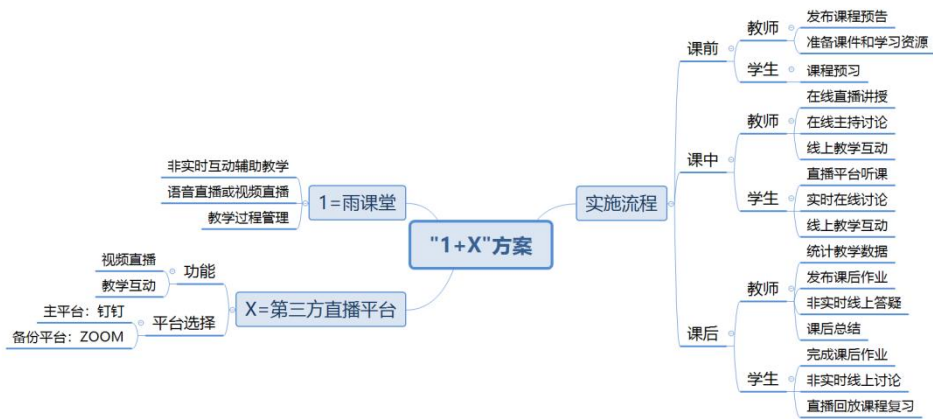 "1+X"方案
1=雨课堂
非实时互动辅助教学
语音直播或视频直播
教学过程管理
X=第三方直播平台
功能
视频直播
教学互动
平台选择
主平台：钉钉
备份平台：ZOOM
实施流程
课前
教师
发布课程预告
准备课件和学习资源
学生
课程预习
课中
教师
在线直播讲授
在线主持讨论
线上教学互动
学生
直播平台听课
实时在线讨论
线上教学互动
课后
教师
统计教学数据
发布课后作业
非实时线上答疑
课后总结
学生
完成课后作业
非实时线上讨论
直播回放课程复习